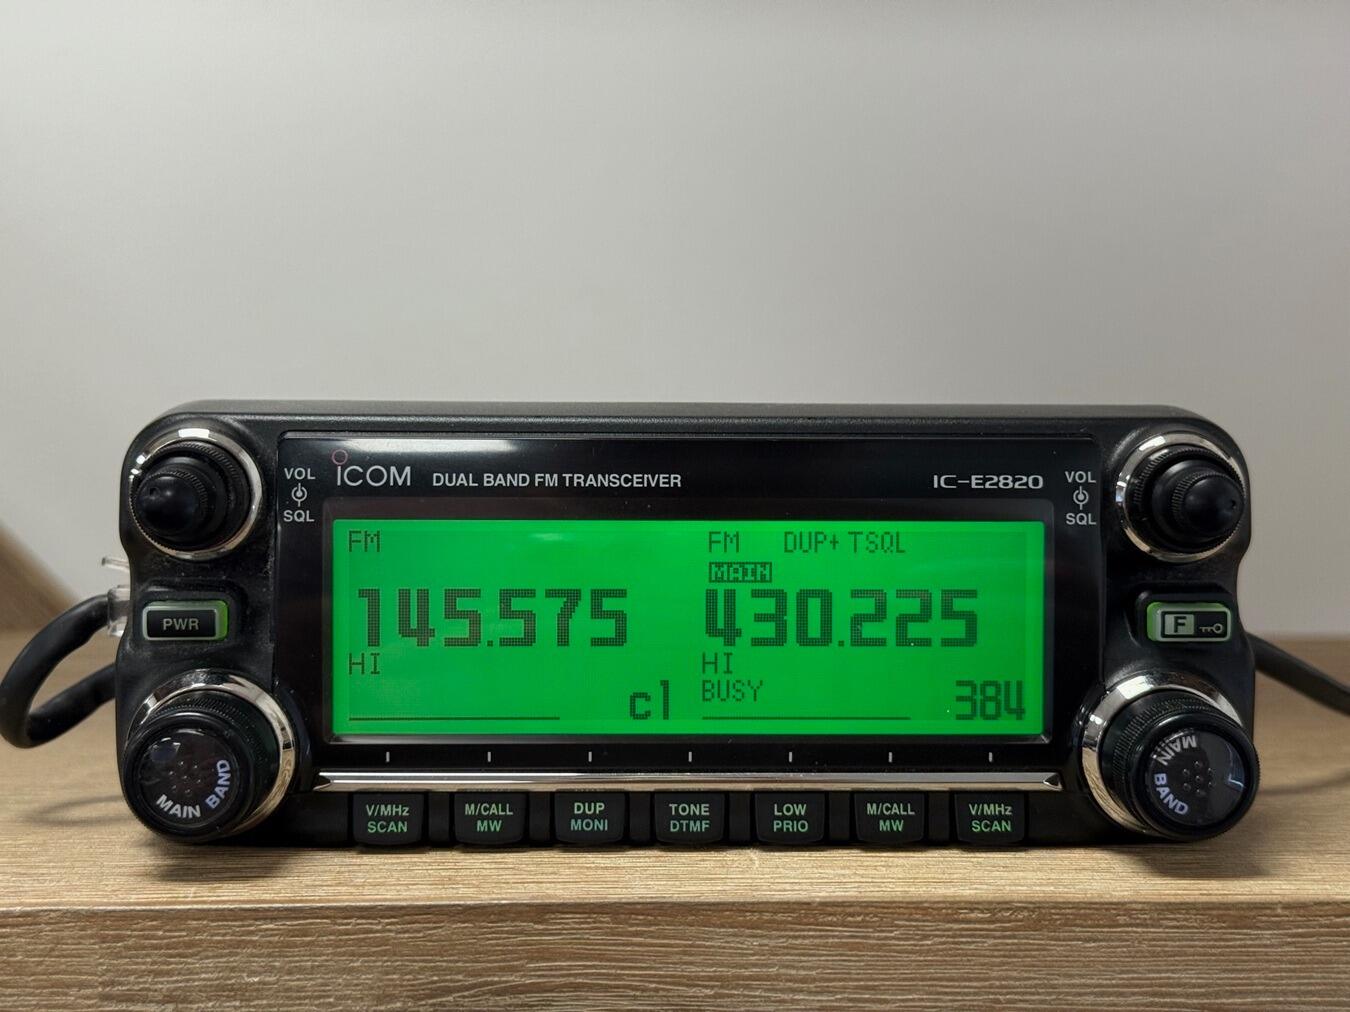 VOL
SQL
ICOM DUAL BAND FM TRANSCEIVER IC-E2820
VOL
SQL
FM FM DUP+ TSQL
MAIN
145.575 430.225
HI HI
BUSY
c1 384
PWR
F
MAIN BAND
MAIN BAND
V/MHz
SCAN
M/CALL
MW
DUP
MONI
TONE
DTMF
LOW
PRIO
M/CALL
MW
V/MHz
SCAN